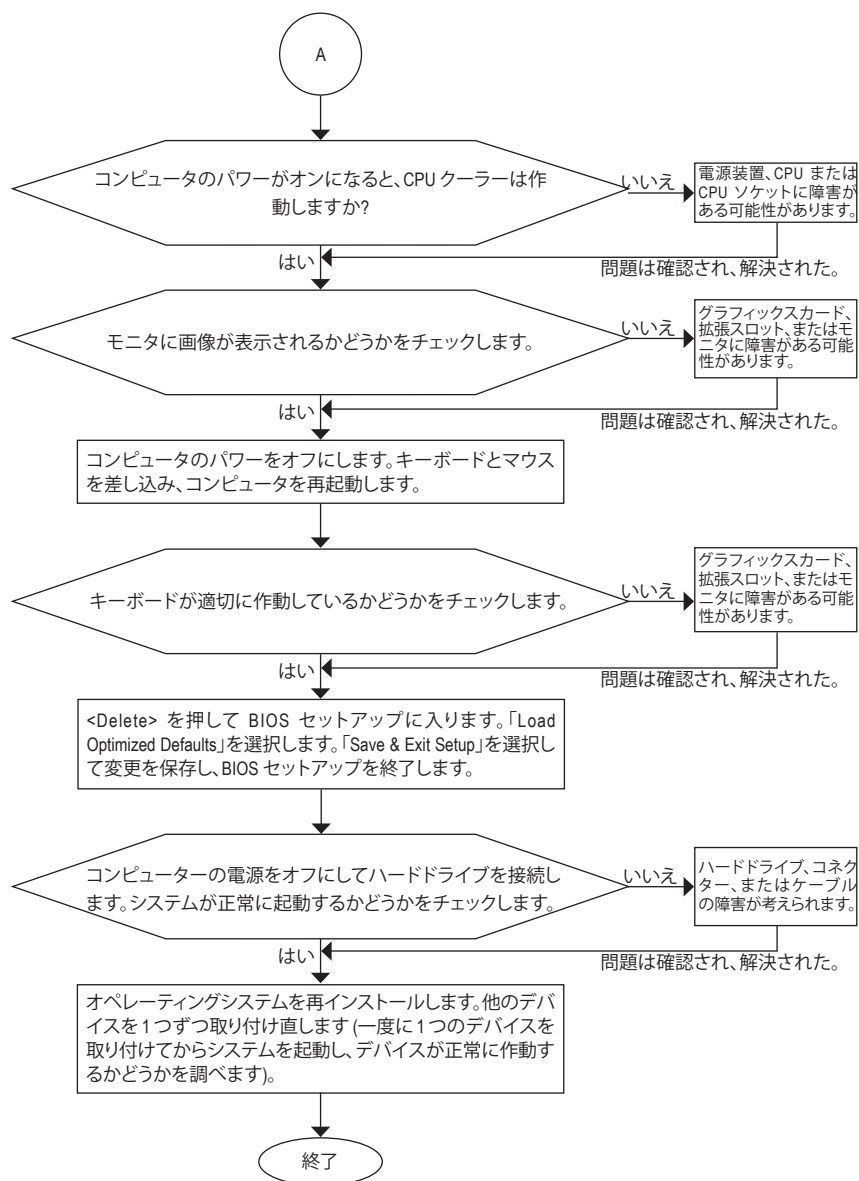 A
コンピュータのパワーがオンになると、CPU クーラーは作
動しますか?
いいえ
電源装置、CPU または
CPU ソケットに障害が
ある可能性があります。
はい
問題は確認され、解決された。
モニタに画像が表示されるかどうかをチェックします。
いいえ
グラフィックスカード、
拡張スロット、またはモ
ニタに障害がある可能
性があります。
はい
問題は確認され、解決された。
コンピュータのパワーをオフにします。キーボードとマウス
を差し込み、コンピュータを再起動します。
キーボードが適切に作動しているかどうかをチェックします。
いいえ
グラフィックスカード、
拡張スロット、またはモ
ニタに障害がある可能
性があります。
はい
問題は確認され、解決された。
<Delete> を押して BIOS セットアップに入ります。「Load
Optimized Defaults」を選択します。「Save & Exit Setup」を選択し
て変更を保存し、BIOS セットアップを終了します。
コンピューターの電源をオフにしてハードドライブを接続し
ます。システムが正常に起動するかどうかをチェックします。
いいえ
ハードドライブ、コネク
ター、またはケーブル
の障害が考えられます。
はい
問題は確認され、解決された。
オペレーティングシステムを再インストールします。他のデバ
イスを1つずつ取り付け直します (一度に1つのデバイスを
取り付けてからシステムを起動し、デバイスが正常に作動す
るかどうかを調べます)。
終了